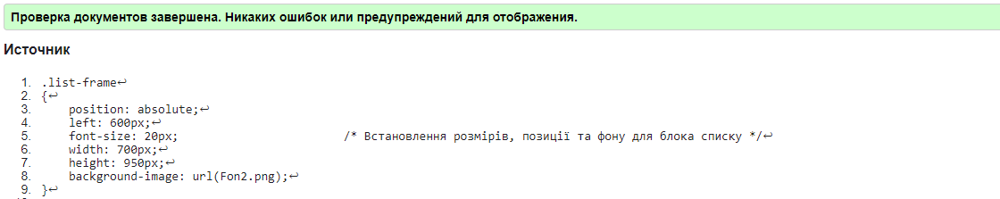 Проверка документов завершена. Никаких ошибок или предупреждений для отображения.
Источник
1. .list-frame↩
2. {↩
3. position: absolute;↩
4. left: 600px;↩
5. font-size: 20px; /* Встановлення розмірів, позиції та фону для блока списку */↩
6. width: 700px;↩
7. height: 950px;↩
8. background-image: url(Fon2.png);↩
9. }↩